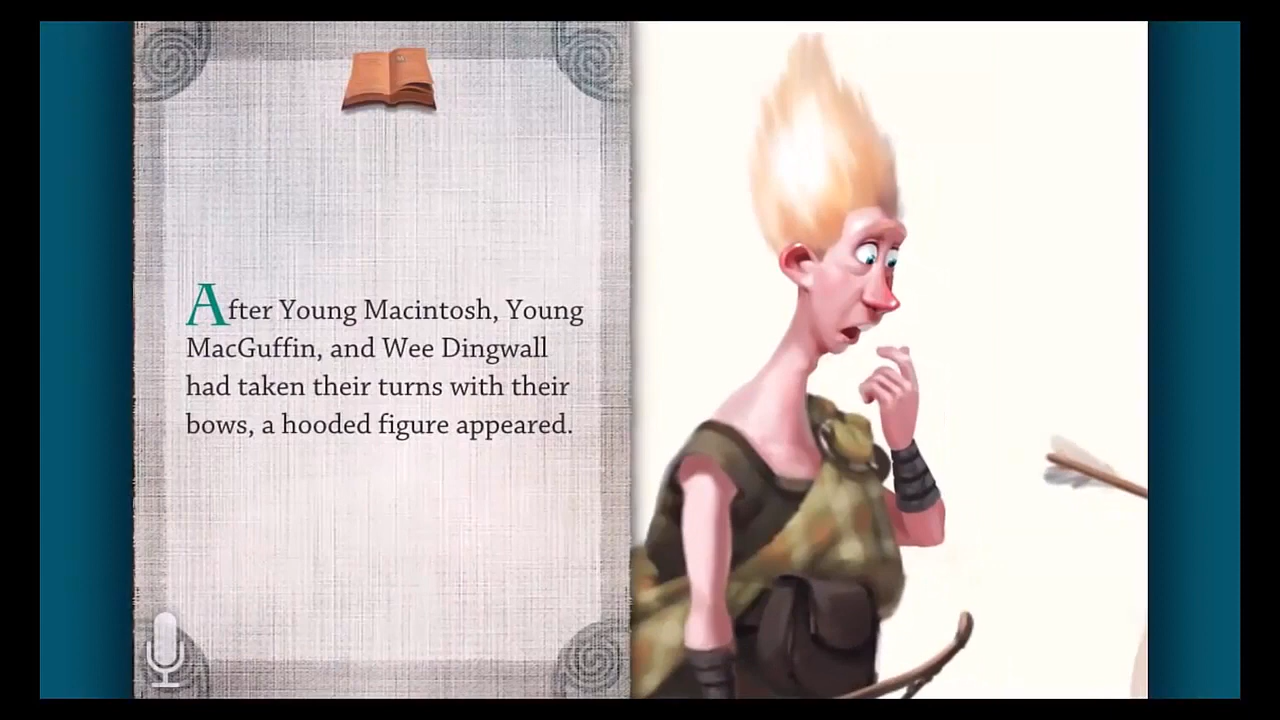 After Young Macintosh, Young
MacGuffin, and Wee Dingwall
had taken their turns with their
bows, a hooded figure appeared.